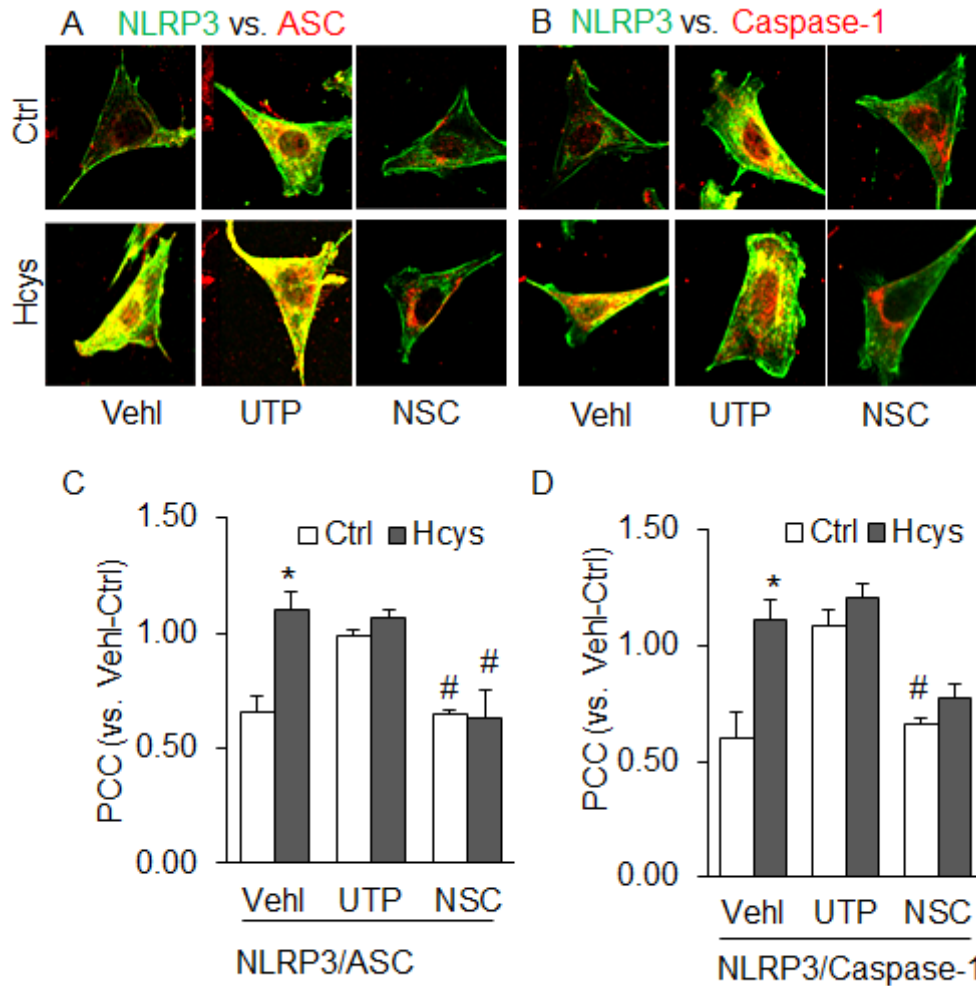 A NLRP3 vs. ASC
B NLRP3 vs. Caspase-1
Ctrl
Hcys
Vehl UTP NSC
Vehl UTP NSC
C
PCC (vs. Vehl-Ctrl)
1.50
1.00
0.50
0.00
Ctrl Hcys
*
# #
Vehl UTP NSC
NLRP3/ASC
D
PCC (vs. Vehl-Ctrl)
1.50
1.00
0.50
0.00
Ctrl Hcys
*
#
Vehl UTP NSC
NLRP3/Caspase-1